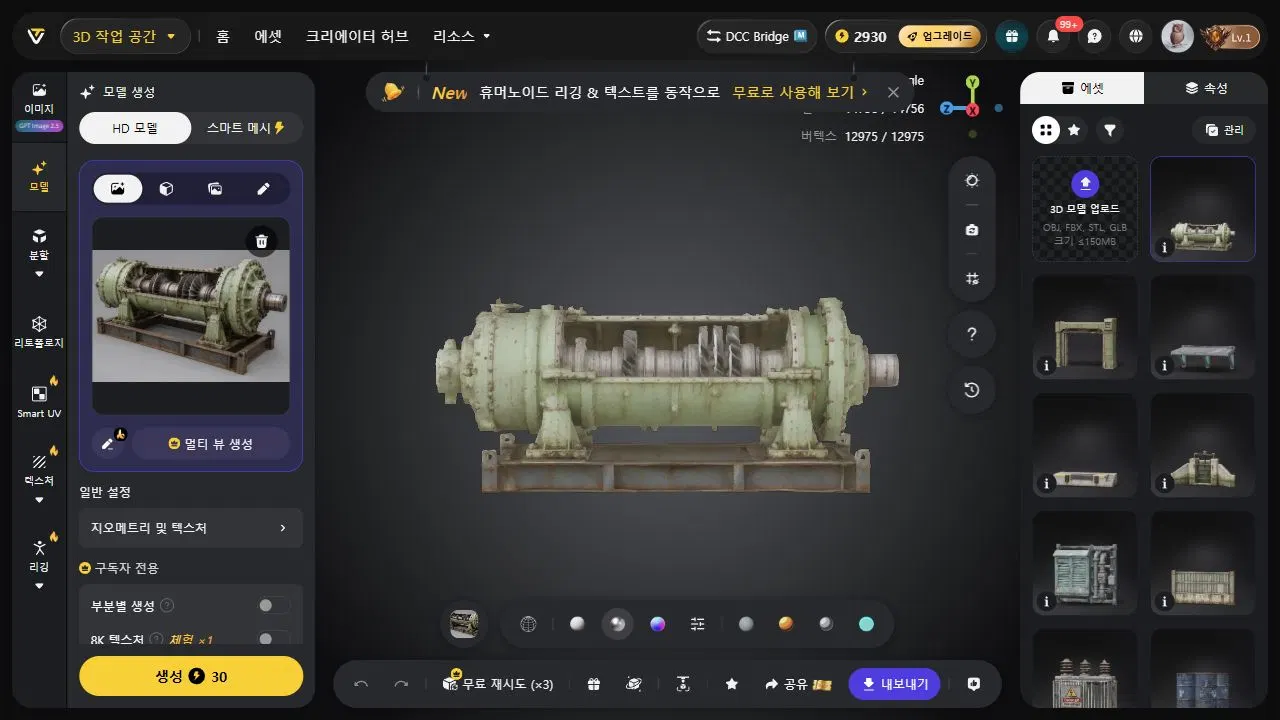 3D 작업 공간
홈
에셋
크리에이터 허브
리소스
DCC Bridge
2930
업그레이드
99+
Lv.1
이미지
GPT Image 2.5
모델
분할
리토폴로지
Smart UV
텍스처
리깅
모델 생성
HD 모델
스마트 메시
멀티 뷰 생성
일반 설정
지오메트리 및 텍스처
구독자 전용
부분별 생성
8K 텍스처 체험 ×1
생성 30
New 휴머노이드 리깅 & 텍스트를 동작으로 무료로 사용해 보기
버텍스 12975 / 12975
Y
Z
X
무료 재시도 (×3)
공유
내보내기
에셋
속성
관리
3D 모델 업로드
OBJ, FBX, STL, GLB
크기 ≤150MB